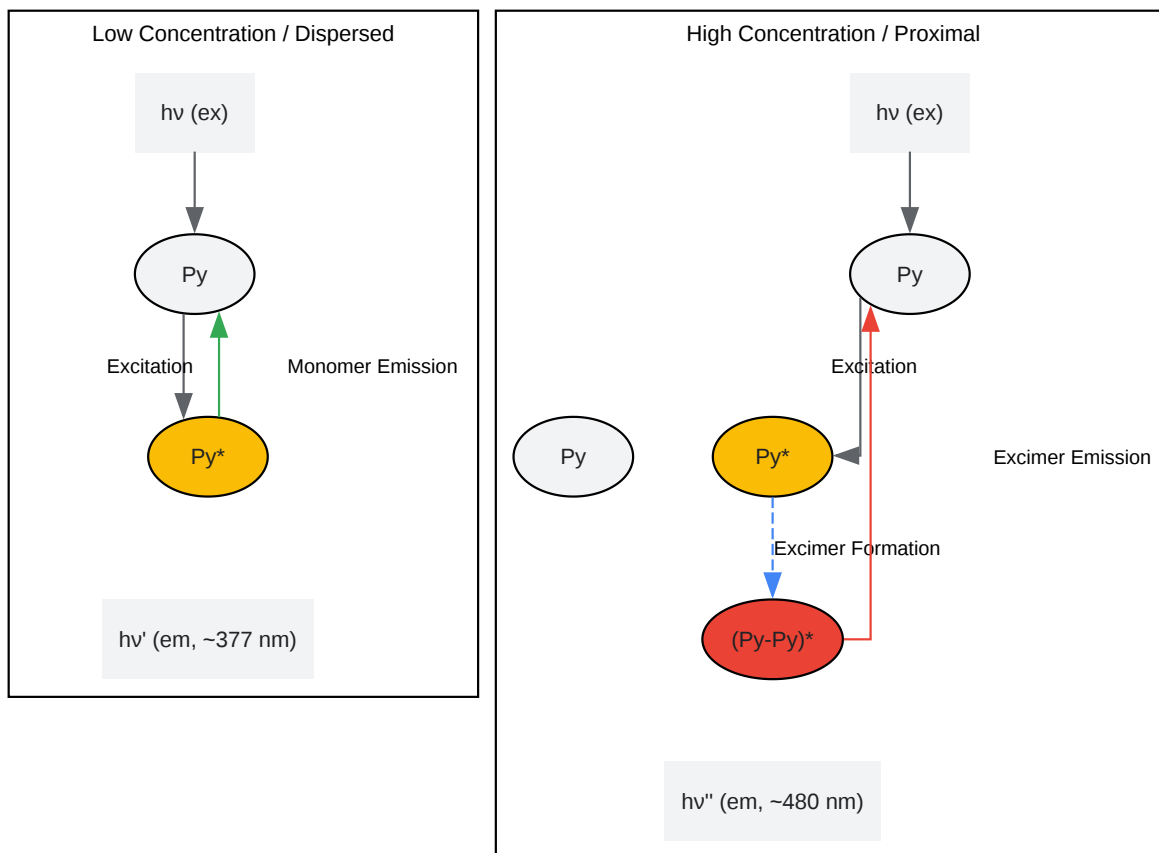 Low Concentration / Dispersed
hν (ex)
Py
Excitation
Monomer Emission
Py*
hν' (em, ~377 nm)
High Concentration / Proximal
hν (ex)
Py
Excitation
Py
Py*
Excimer Emission
Excimer Formation
(Py-Py)*
hν'' (em, ~480 nm)